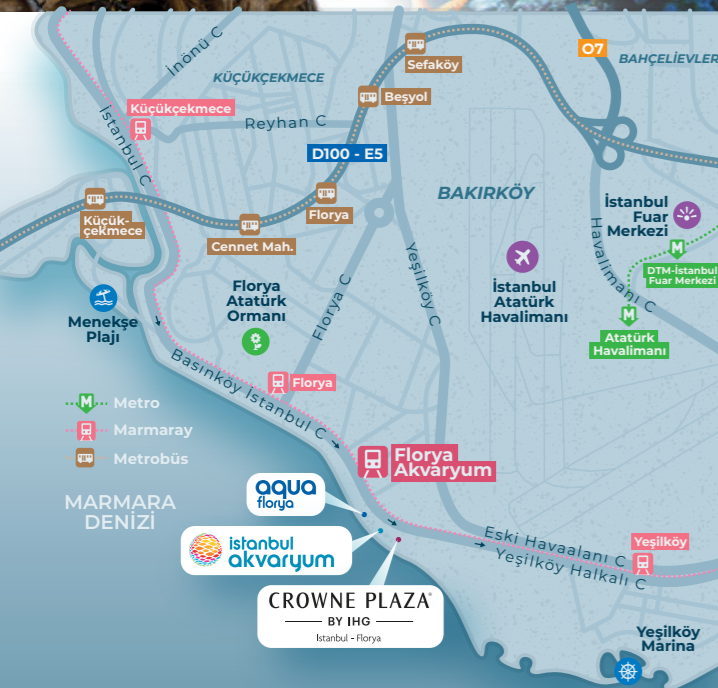 İnönü C
KÜÇÜKÇEKMECE
Sefaköy
O7
BAHÇELİEVLER
Küçükçekmece
Beşyol
İstanbul C
Reyhan C
D100 - E5
BAKIRKÖY
Florya
Küçük-
çekmece
Cennet Mah.
İstanbul
Fuar
Merkezi
Havalimanı C
DTM-İstanbul
Fuar Merkezi
Yeşilköy C
Florya C
Florya
Atatürk
Ormanı
İstanbul
Atatürk
Havalimanı
M
M
Atatürk
Havalimanı
Menekşe
Plajı
Basınköy İstanbul C
Florya
M Metro
Marmaray
Metrobüs
Florya
Akvaryum
MARMARA
DENİZİ
aqua
florya
istanbul
akvaryum
Eski Havaalanı C
Yeşilköy Halkalı C
Yeşilköy
CROWNE PLAZA
BY IHG
İstanbul - Florya
Yeşilköy
Marina